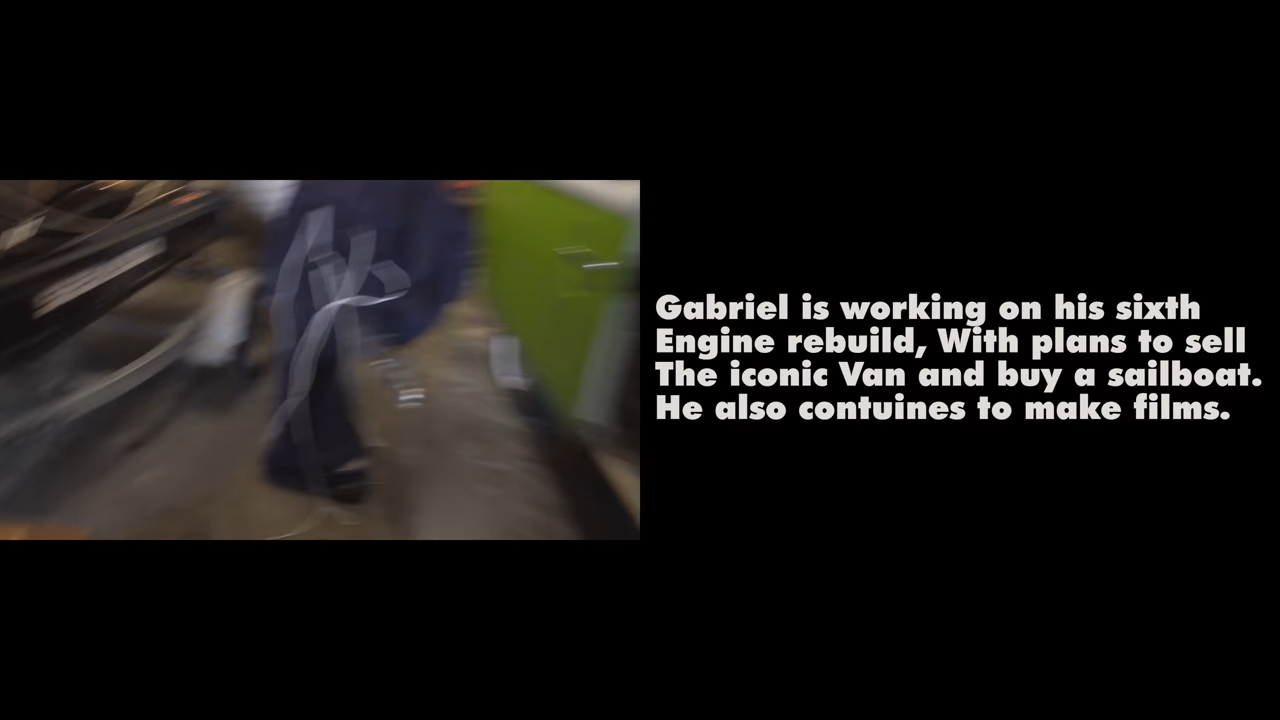 Gabriel is working on his sixth
Engine rebuild, With plans to sell
The iconic Van and buy a sailboat.
He also contuines to make films.